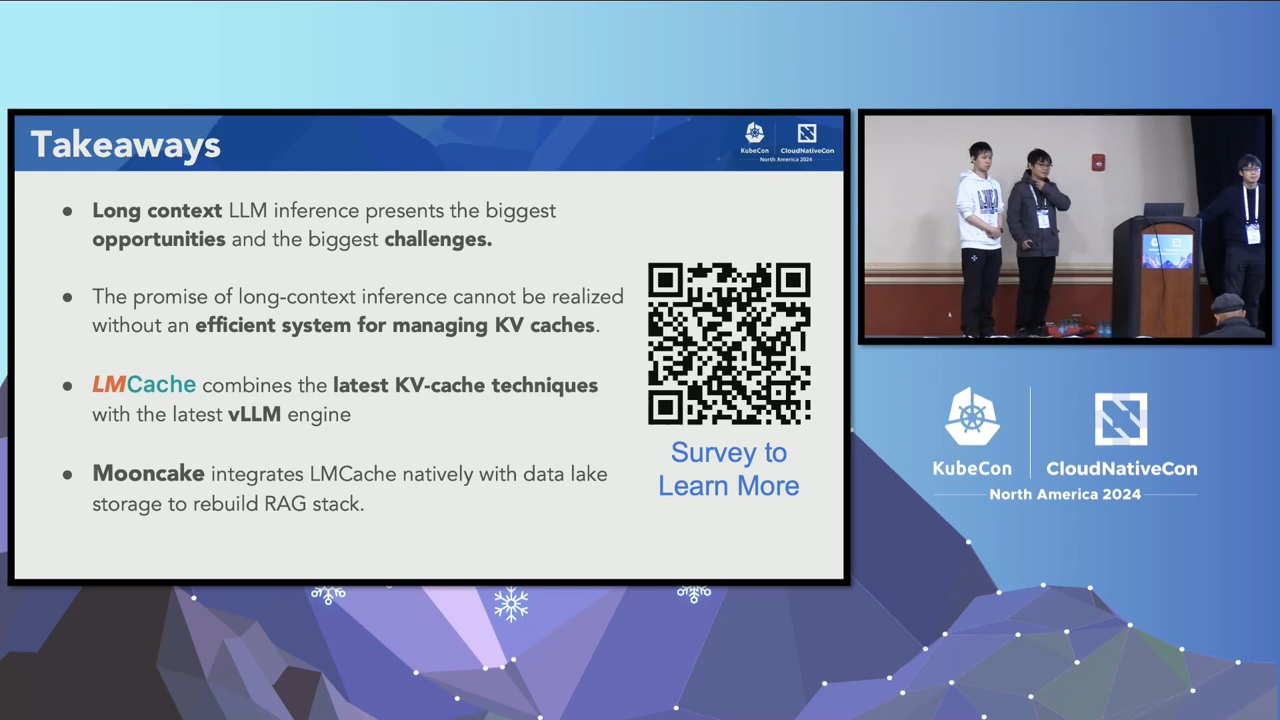 Takeaways
KubeCon
CloudNativeCon
North America 2024
● Long context LLM inference presents the biggest
opportunities and the biggest challenges.
● The promise of long-context inference cannot be realized
without an efficient system for managing KV caches.
● LMCache combines the latest KV-cache techniques
with the latest vLLM engine
● Mooncake integrates LMCache natively with data lake
storage to rebuild RAG stack.
Survey to
Learn More
KubeCon
CloudNativeCon
North America 2024